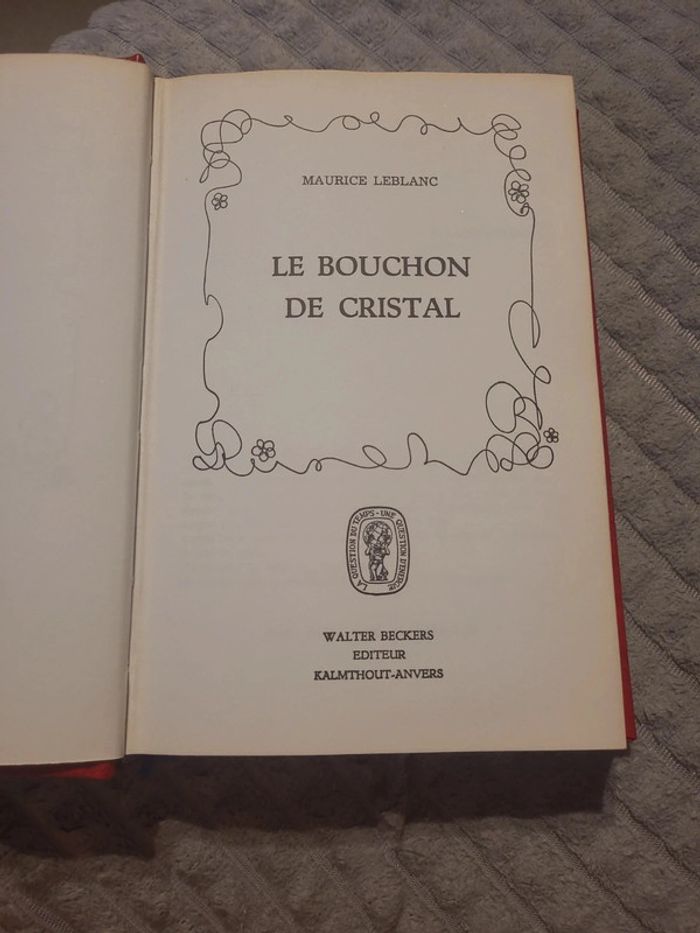 MAURICE LEBLANC
LE BOUCHON
DE CRISTAL
LA QUESTION DU TEMPS - UNE QUESTION D'ENERGIE
WALTER BECKERS
EDITEUR
KALMTHOUT-ANVERS